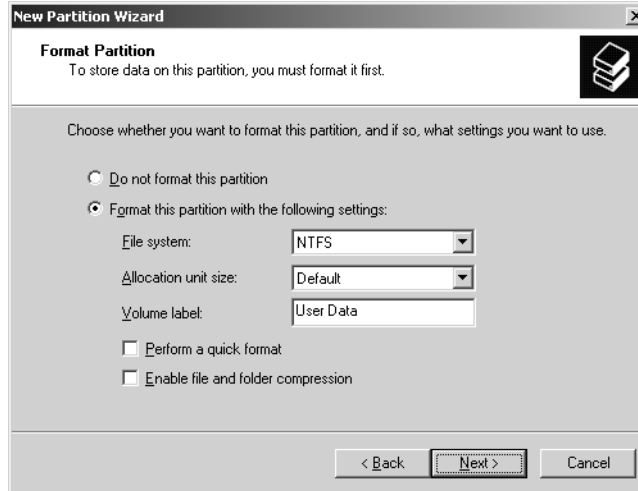 New Partition Wizard
Format Partition
To store data on this partition, you must format it first.
Choose whether you want to format this partition, and if so, what settings you want to use.
Do not format this partition
Format this partition with the following settings:
File system: NTFS
Allocation unit size: Default
Volume label: User Data
Perform a quick format
Enable file and folder compression
< Back Next > Cancel